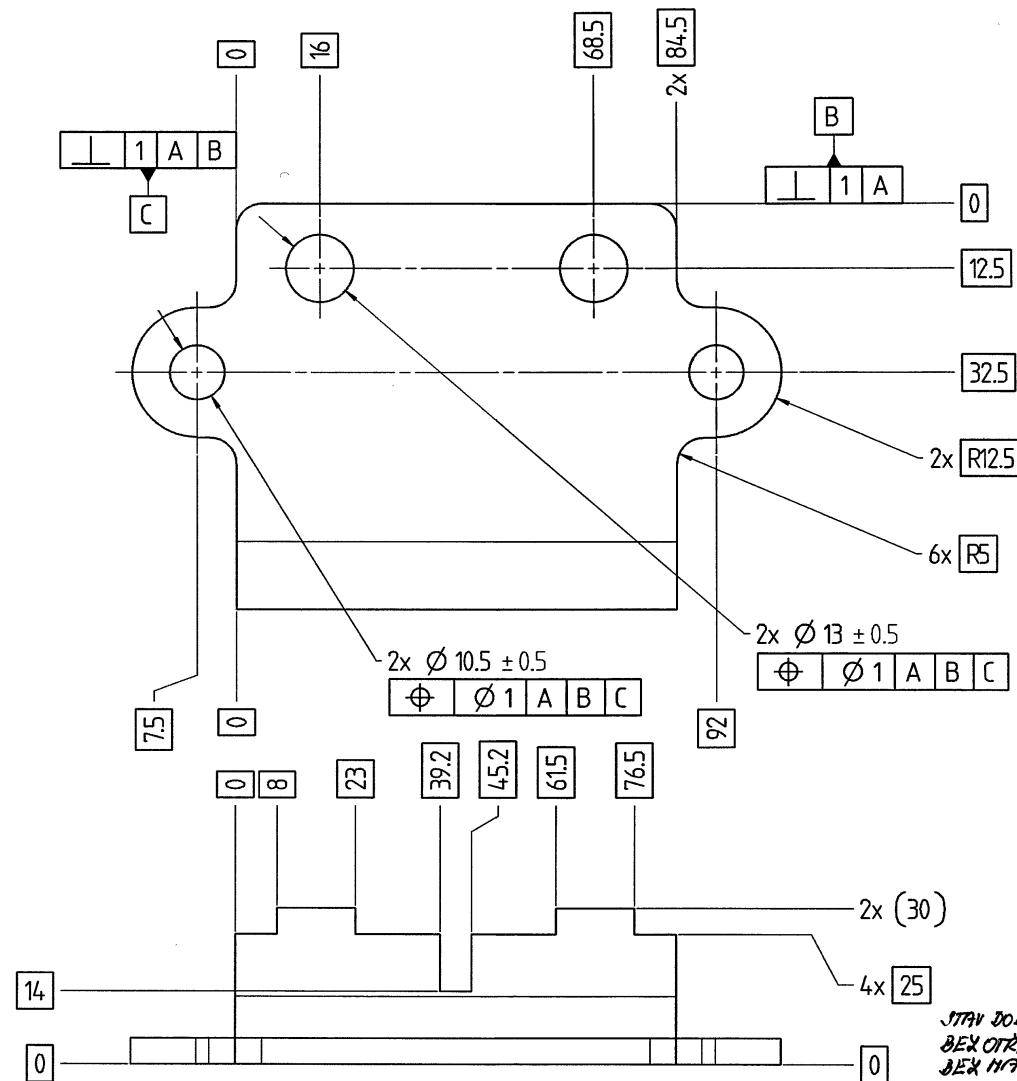 0 16 68.5 2x 84.5
⊥ 1 A B
C
B
⊥ 1 A
0
12.5
32.5
2x R12.5
6x R5
2x Ø 13 ± 0.5
⌖ Ø 1 A B C
2x Ø 10.5 ± 0.5
⌖ Ø 1 A B C
7.5 0 92
0 8 23 39.2 45.2 61.5 76.5
2x (30)
4x 25
14
0 0
BEZ
BEZ